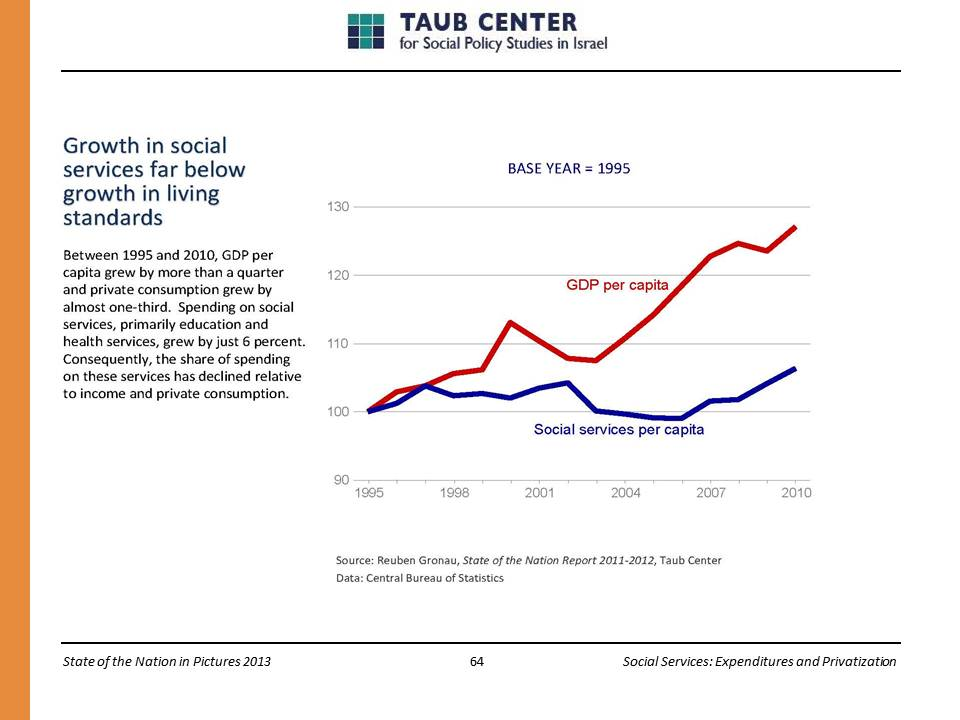 TAUB CENTER
for Social Policy Studies in Israel
Growth in social
services far below
growth in living
standards
Between 1995 and 2010, GDP per
capita grew by more than a quarter
and private consumption grew by
almost one-third.  Spending on social
services, primarily education and
health services, grew by just 6 percent.
Consequently, the share of spending
on these services has declined relative
to income and private consumption.
BASE YEAR = 1995
130
120
110
100
90
GDP per capita
Social services per capita
1995 1998 2001 2004 2007 2010
Source: Reuben Gronau, State of the Nation Report 2011-2012, Taub Center
Data: Central Bureau of Statistics
State of the Nation in Pictures 2013 64 Social Services: Expenditures and Privatization